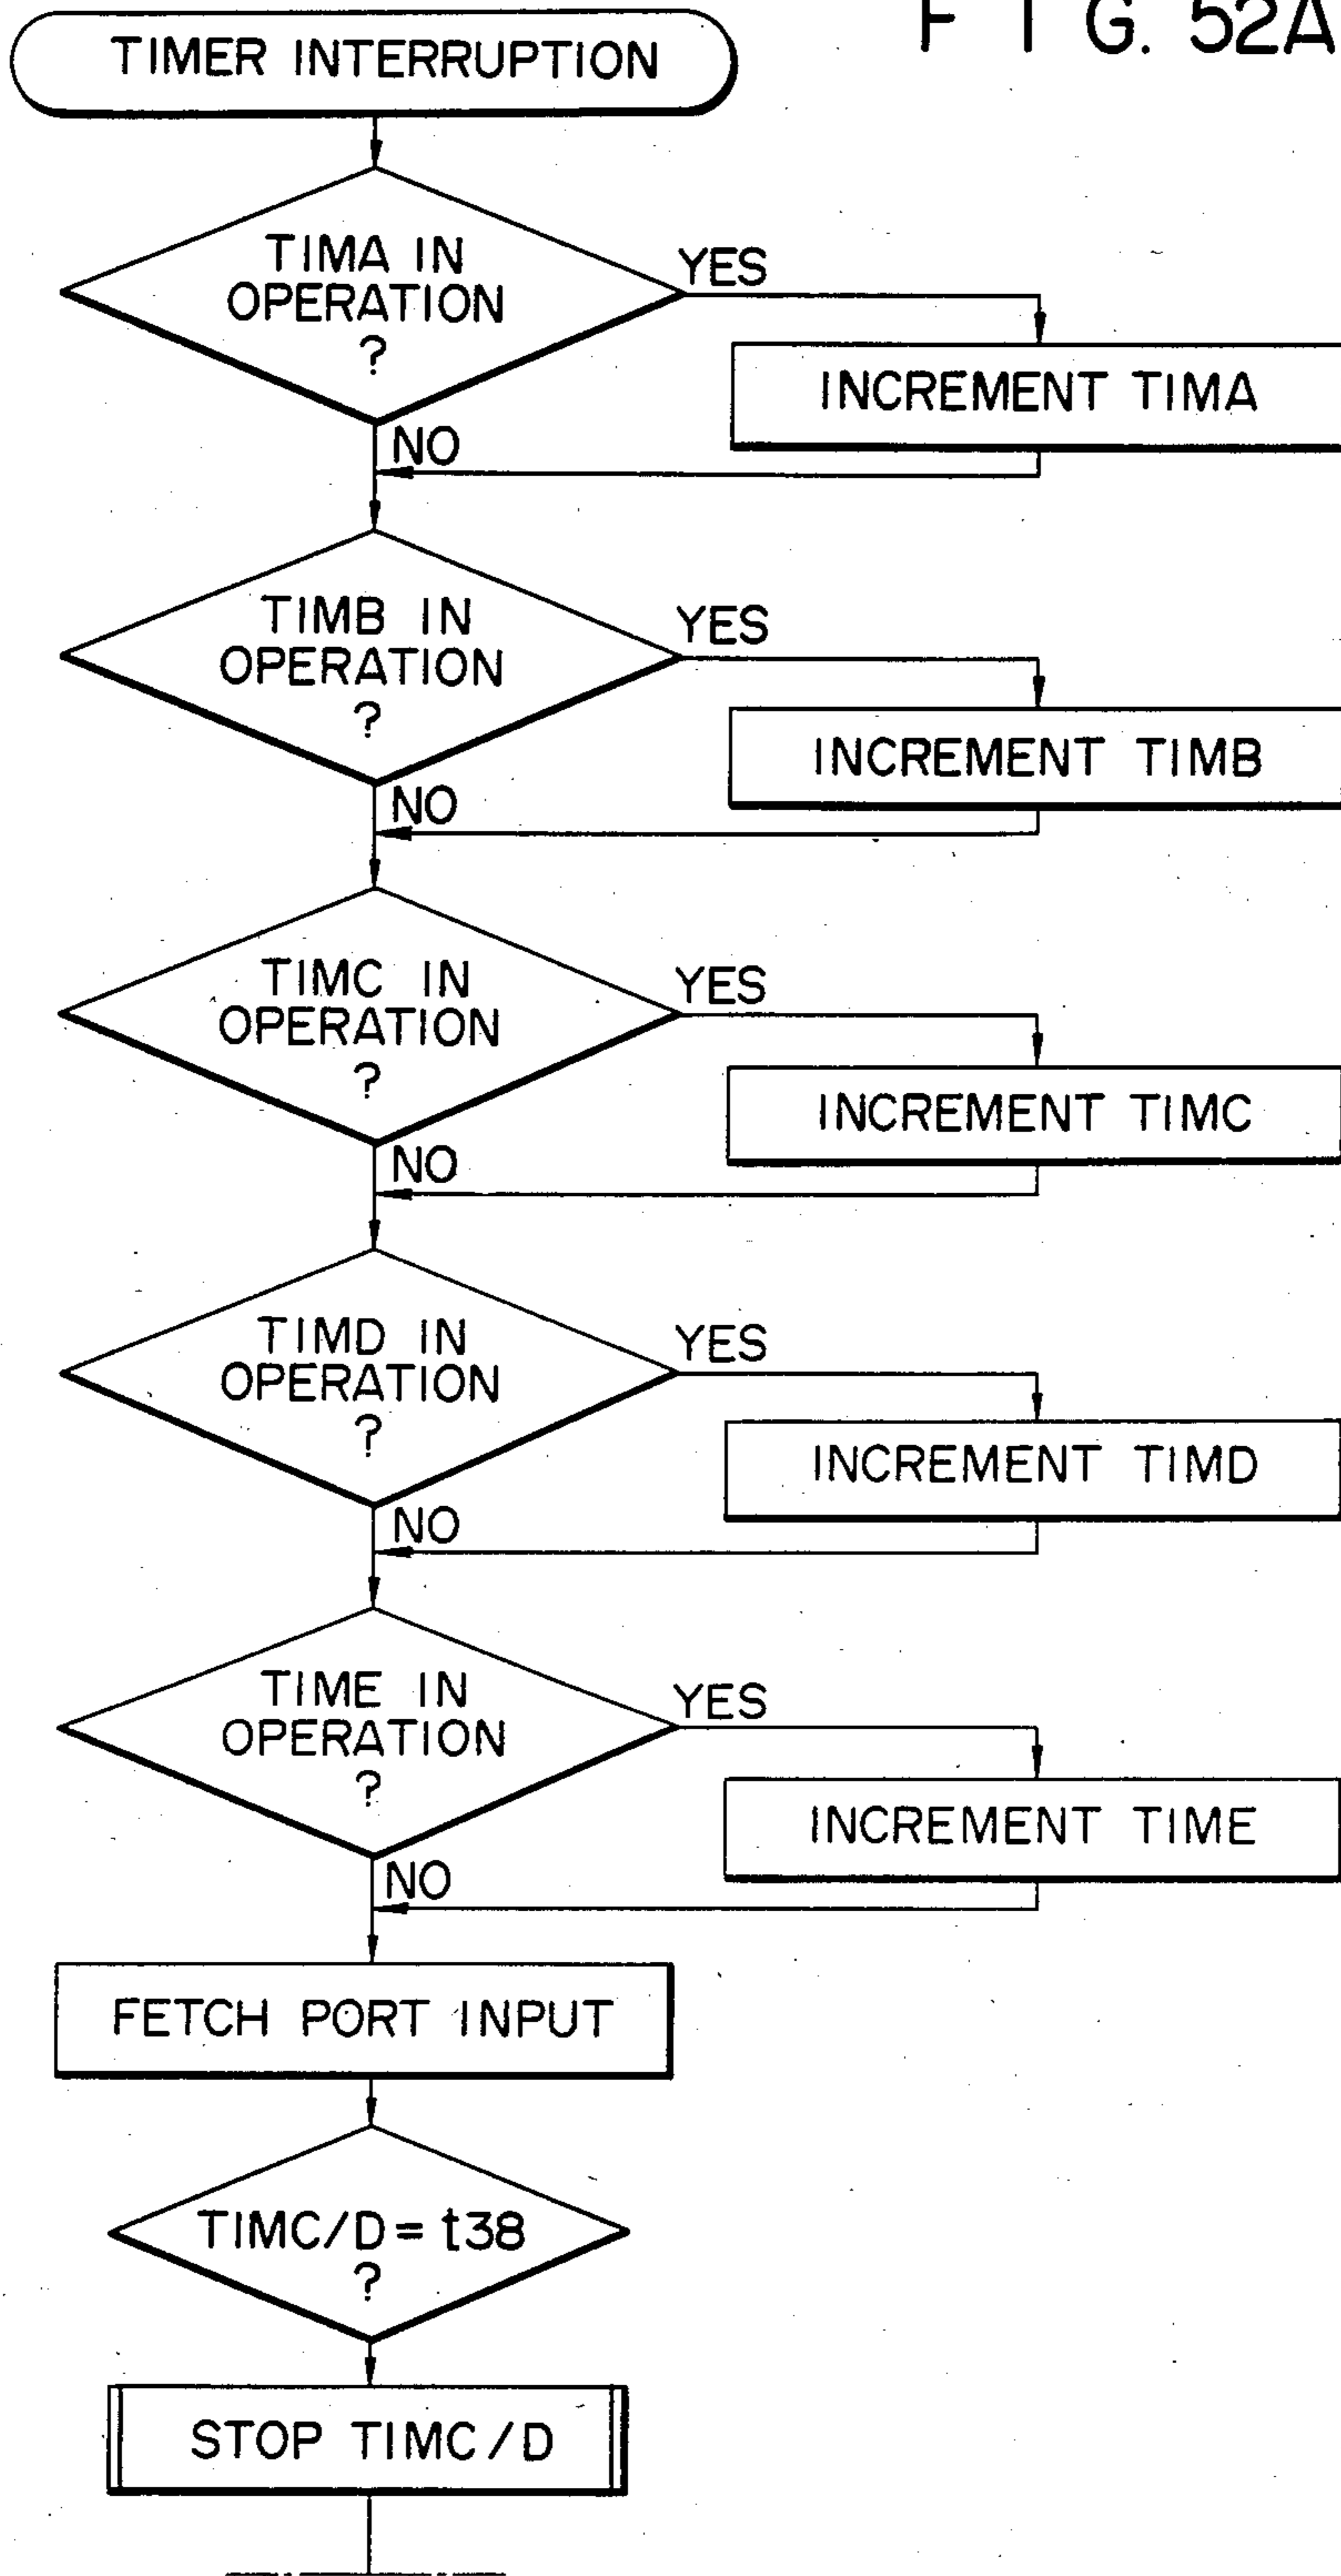 F I G. 52A
TIMER INTERRUPTION
TIMA IN
OPERATION
?
YES
INCREMENT TIMA
NO
TIMB IN
OPERATION
?
YES
INCREMENT TIMB
NO
TIMC IN
OPERATION
?
YES
INCREMENT TIMC
NO
TIMD IN
OPERATION
?
YES
INCREMENT TIMD
NO
TIME IN
OPERATION
?
YES
INCREMENT TIME
NO
FETCH PORT INPUT
TIMC/D = t38
?
STOP TIMC/D